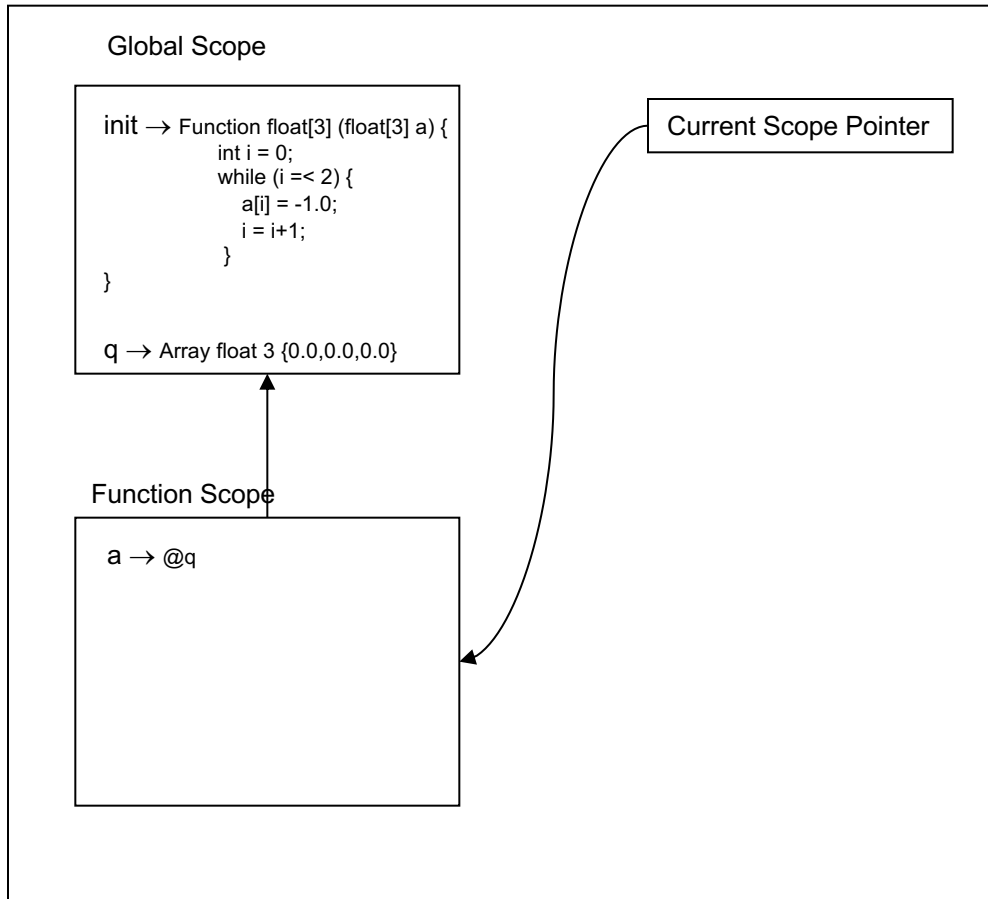 Global Scope
init → Function float[3] (float[3] a) {
int i = 0;
while (i =< 2) {
a[i] = -1.0;
i = i+1;
}
}
q → Array float 3 {0.0,0.0,0.0}
Current Scope Pointer
Function Scope
a → @q